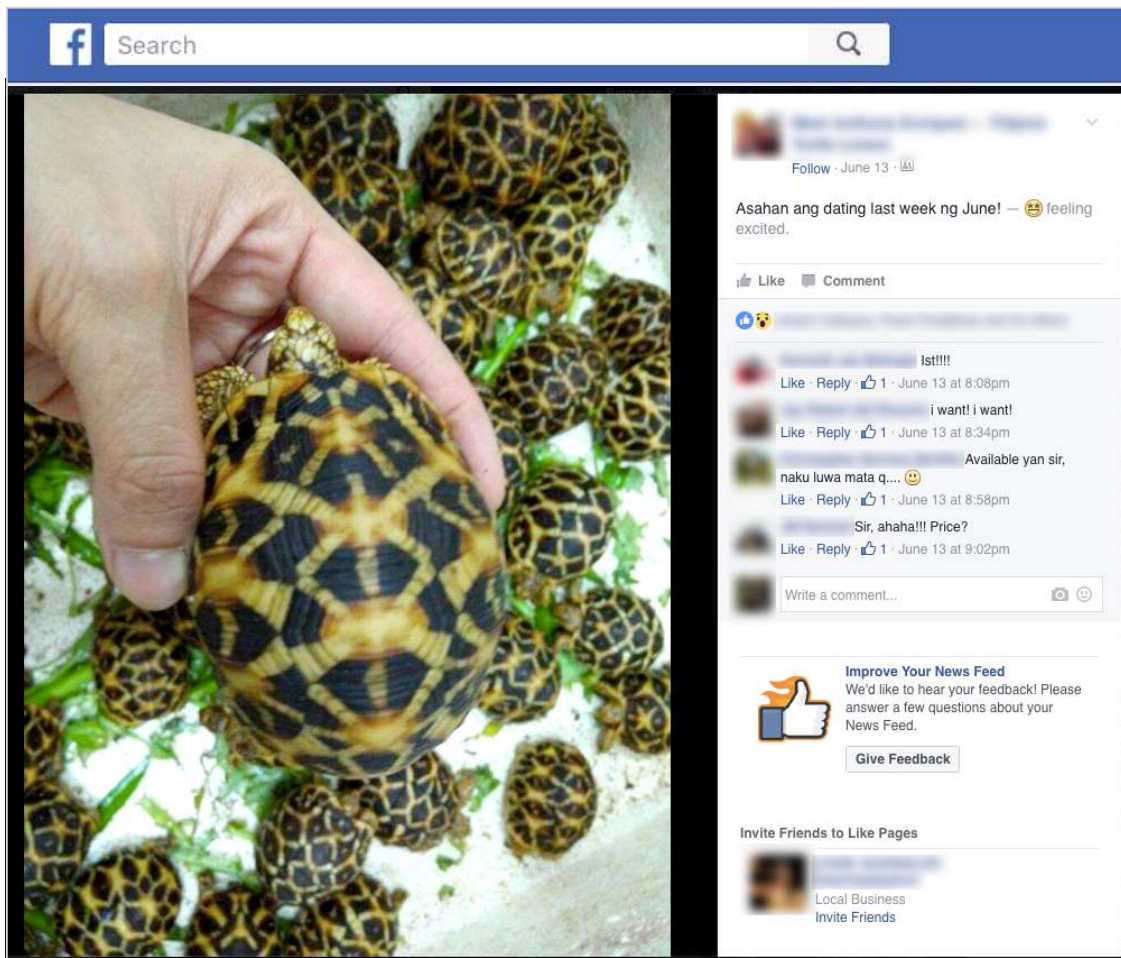 f
Search
Follow · June 13 ·
Asahan ang dating last week ng June! — feeling
excited.
Like Comment
Ist!!!!
Like · Reply · 1 · June 13 at 8:08pm
i want! i want!
Like · Reply · 1 · June 13 at 8:34pm
Available yan sir,
naku luwa mata q....
Like · Reply · 1 · June 13 at 8:58pm
Sir, ahaha!!! Price?
Like · Reply · 1 · June 13 at 9:02pm
Write a comment...
Improve Your News Feed
We'd like to hear your feedback! Please
answer a few questions about your
News Feed.
Give Feedback
Invite Friends to Like Pages
Local Business
Invite Friends